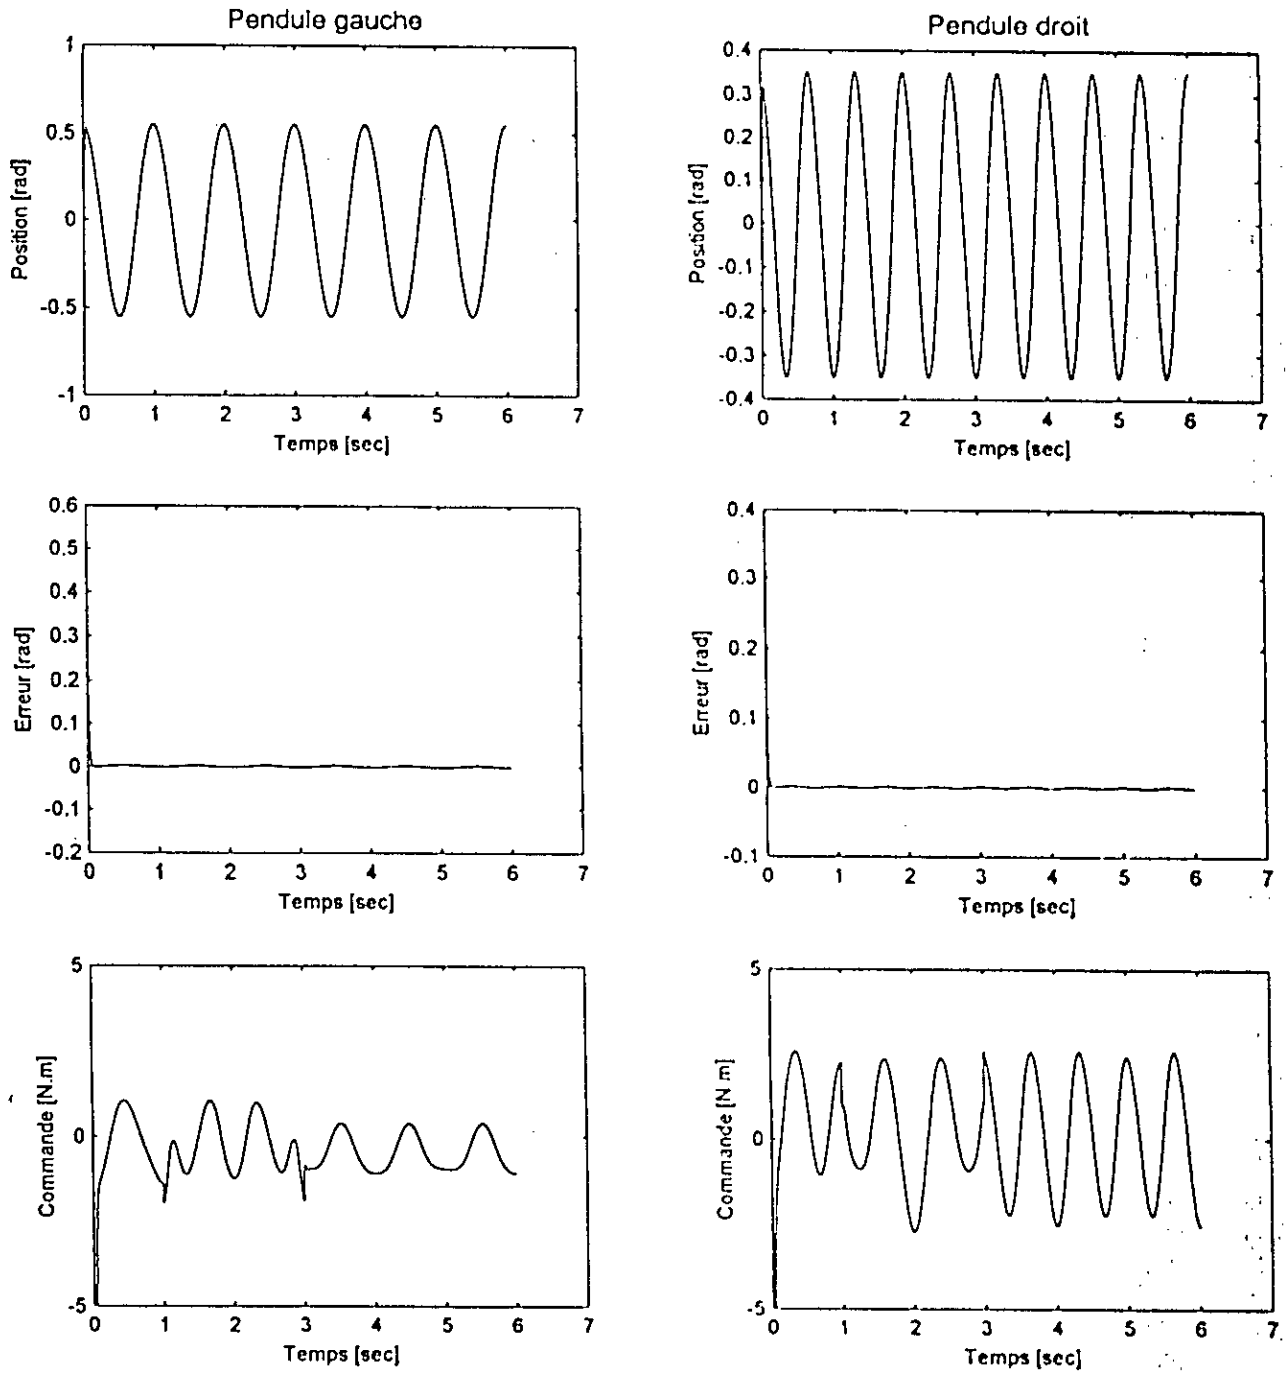 Pendule gauche
1
0.5
0
-0.5
-1
Position [rad]
0 1 2 3 4 5 6 7
Temps [sec]
Pendule droit
0.4
0.3
0.2
0.1
0
-0.1
-0.2
-0.3
-0.4
Position [rad]
0 1 2 3 4 5 6 7
Temps [sec]
0.6
0.5
0.4
0.3
0.2
0.1
0
-0.1
-0.2
Erreur [rad]
0 1 2 3 4 5 6 7
Temps [sec]
0.4
0.3
0.2
0.1
0
-0.1
Erreur [rad]
0 1 2 3 4 5 6 7
Temps [sec]
5
0
-5
Commande [N.m]
0 1 2 3 4 5 6 7
Temps [sec]
5
0
-5
Commande [N m]
0 1 2 3 4 5 6 7
Temps [sec]